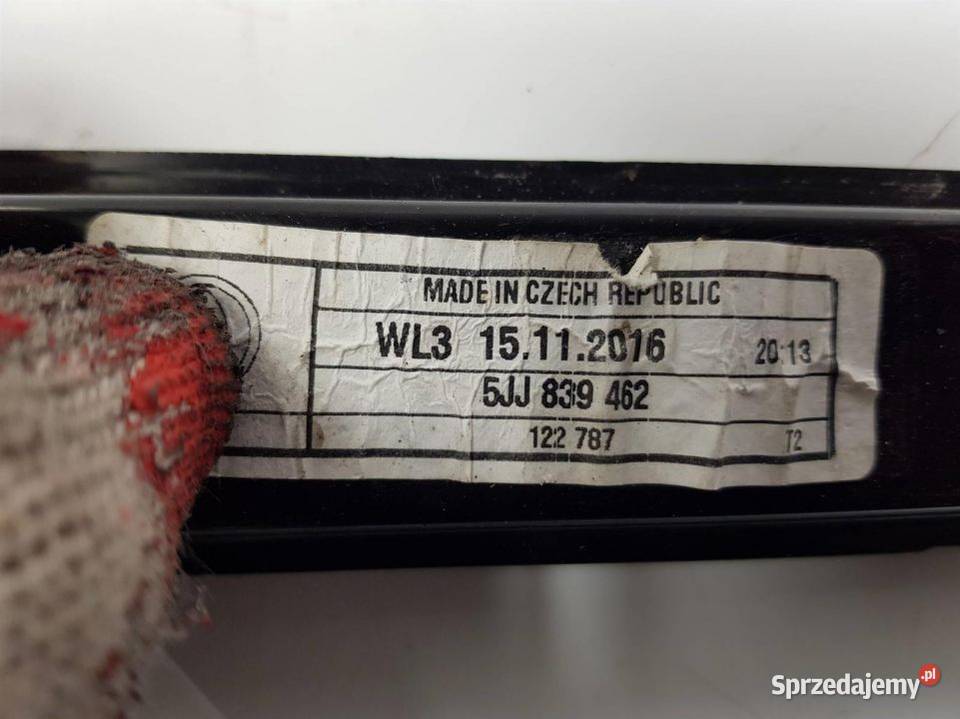 MADE IN CZECH REPUBLIC
WL3 15.11.2016 20:13
5JJ 839 462
122 787 T2
Sprzedajemy.pl